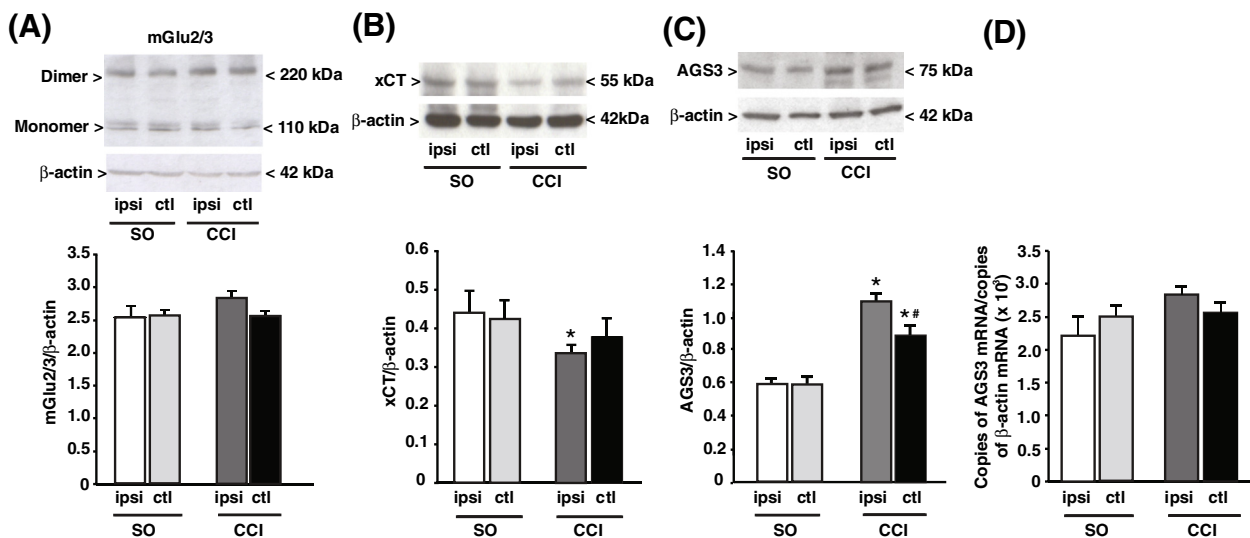 (A)
mGlu2/3
Dimer > < 220 kDa
Monomer > < 110 kDa
β-actin > < 42 kDa
ipsi ctl ipsi ctl
SO CCI
mGlu2/3/β-actin
3.5
3.0
2.5
2.0
1.5
1.0
0.5
0
ipsi ctl ipsi ctl
SO CCI
(B)
xCT > < 55 kDa
β-actin > < 42kDa
ipsi ctl ipsi ctl
SO CCI
xCT/β-actin
0.6
0.5
0.4
0.3
0.2
0.1
0
*
ipsi ctl ipsi ctl
SO CCI
(C)
AGS3 > < 75 kDa
β-actin > < 42 kDa
ipsi ctl ipsi ctl
SO CCI
AGS3/β-actin
1.4
1.2
1.0
0.8
0.6
0.4
0.2
0
*
*#
ipsi ctl ipsi ctl
SO CCI
(D)
Copies of AGS3 mRNA/copies
of β-actin mRNA (x 10³)
3.5
3.0
2.5
2.0
1.5
1.0
0.5
0
ipsi ctl ipsi ctl
SO CCI